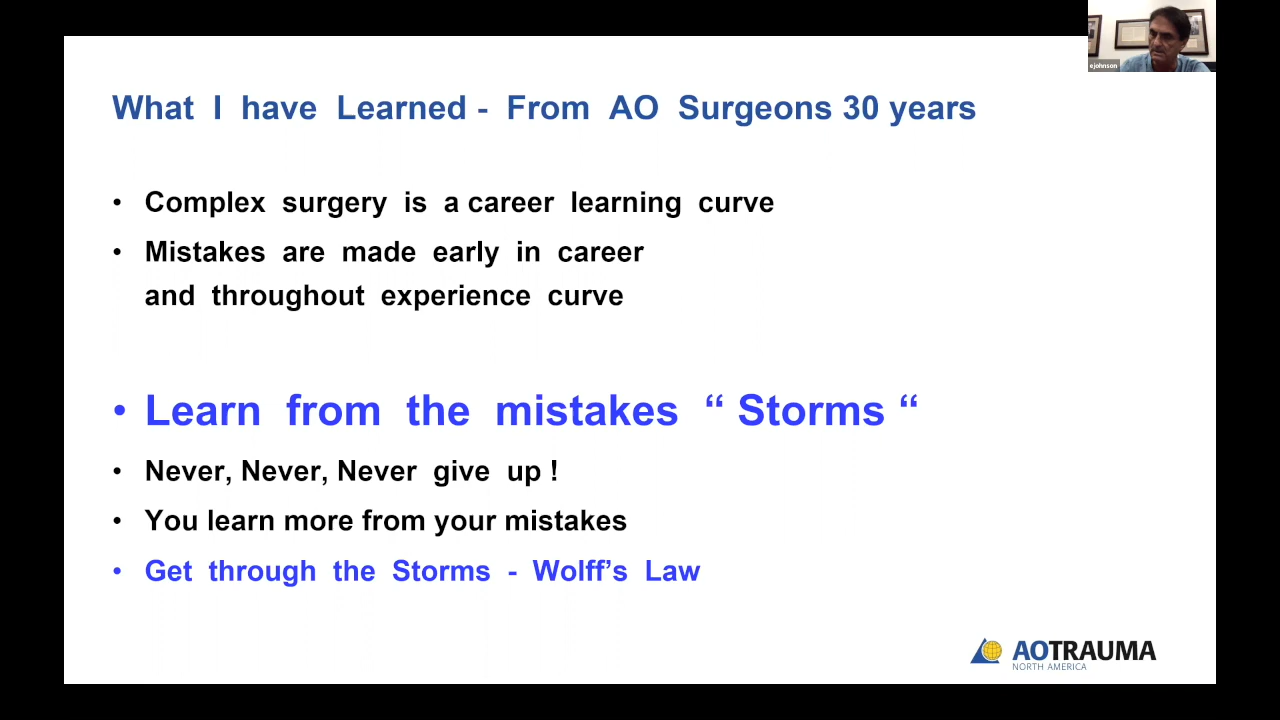 ejohnson
What I have Learned - From AO Surgeons 30 years
• Complex surgery is a career learning curve
• Mistakes are made early in career
and throughout experience curve
• Learn from the mistakes “ Storms “
• Never, Never, Never give up !
• You learn more from your mistakes
• Get through the Storms - Wolff’s Law
AOTRAUMA
NORTH AMERICA